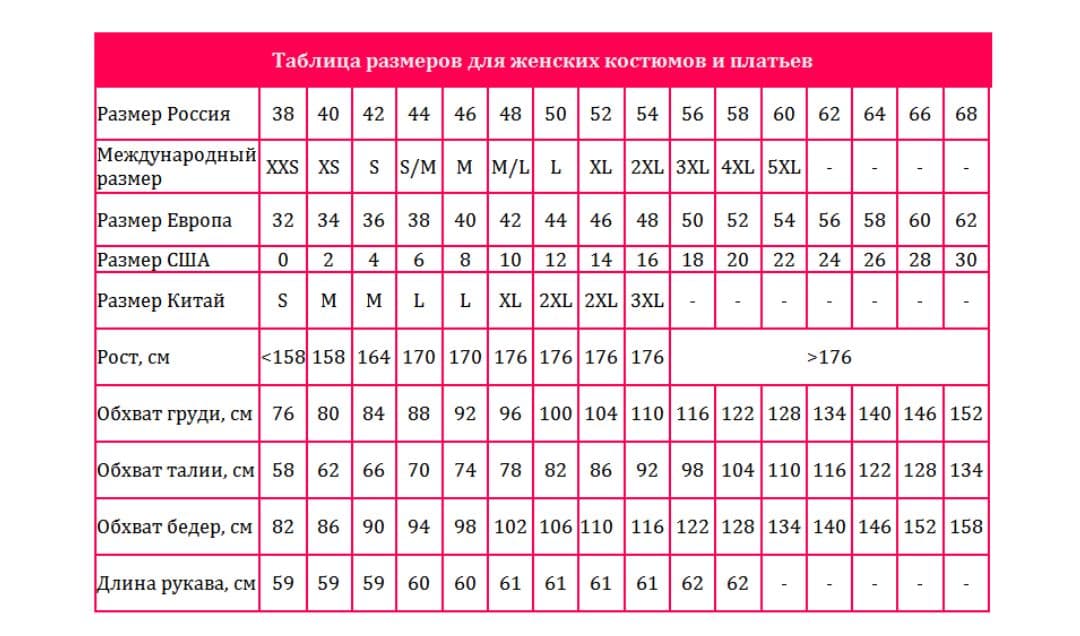 Таблица размеров для женских костюмов и платьев
Размер Россия 38 40 42 44 46 48 50 52 54 56 58 60 62 64 66 68
Международный
размер XXS XS S S/M M M/L L XL 2XL 3XL 4XL 5XL - - - -
Размер Европа 32 34 36 38 40 42 44 46 48 50 52 54 56 58 60 62
Размер США 0 2 4 6 8 10 12 14 16 18 20 22 24 26 28 30
Размер Китай S M M L L XL 2XL 2XL 3XL - - - - - - -
Рост, см <158 158 164 170 170 176 176 176 176 >176
Обхват груди, см 76 80 84 88 92 96 100 104 110 116 122 128 134 140 146 152
Обхват талии, см 58 62 66 70 74 78 82 86 92 98 104 110 116 122 128 134
Обхват бедер, см 82 86 90 94 98 102 106 110 116 122 128 134 140 146 152 158
Длина рукава, см 59 59 59 60 60 61 61 61 61 62 62 - - - - -